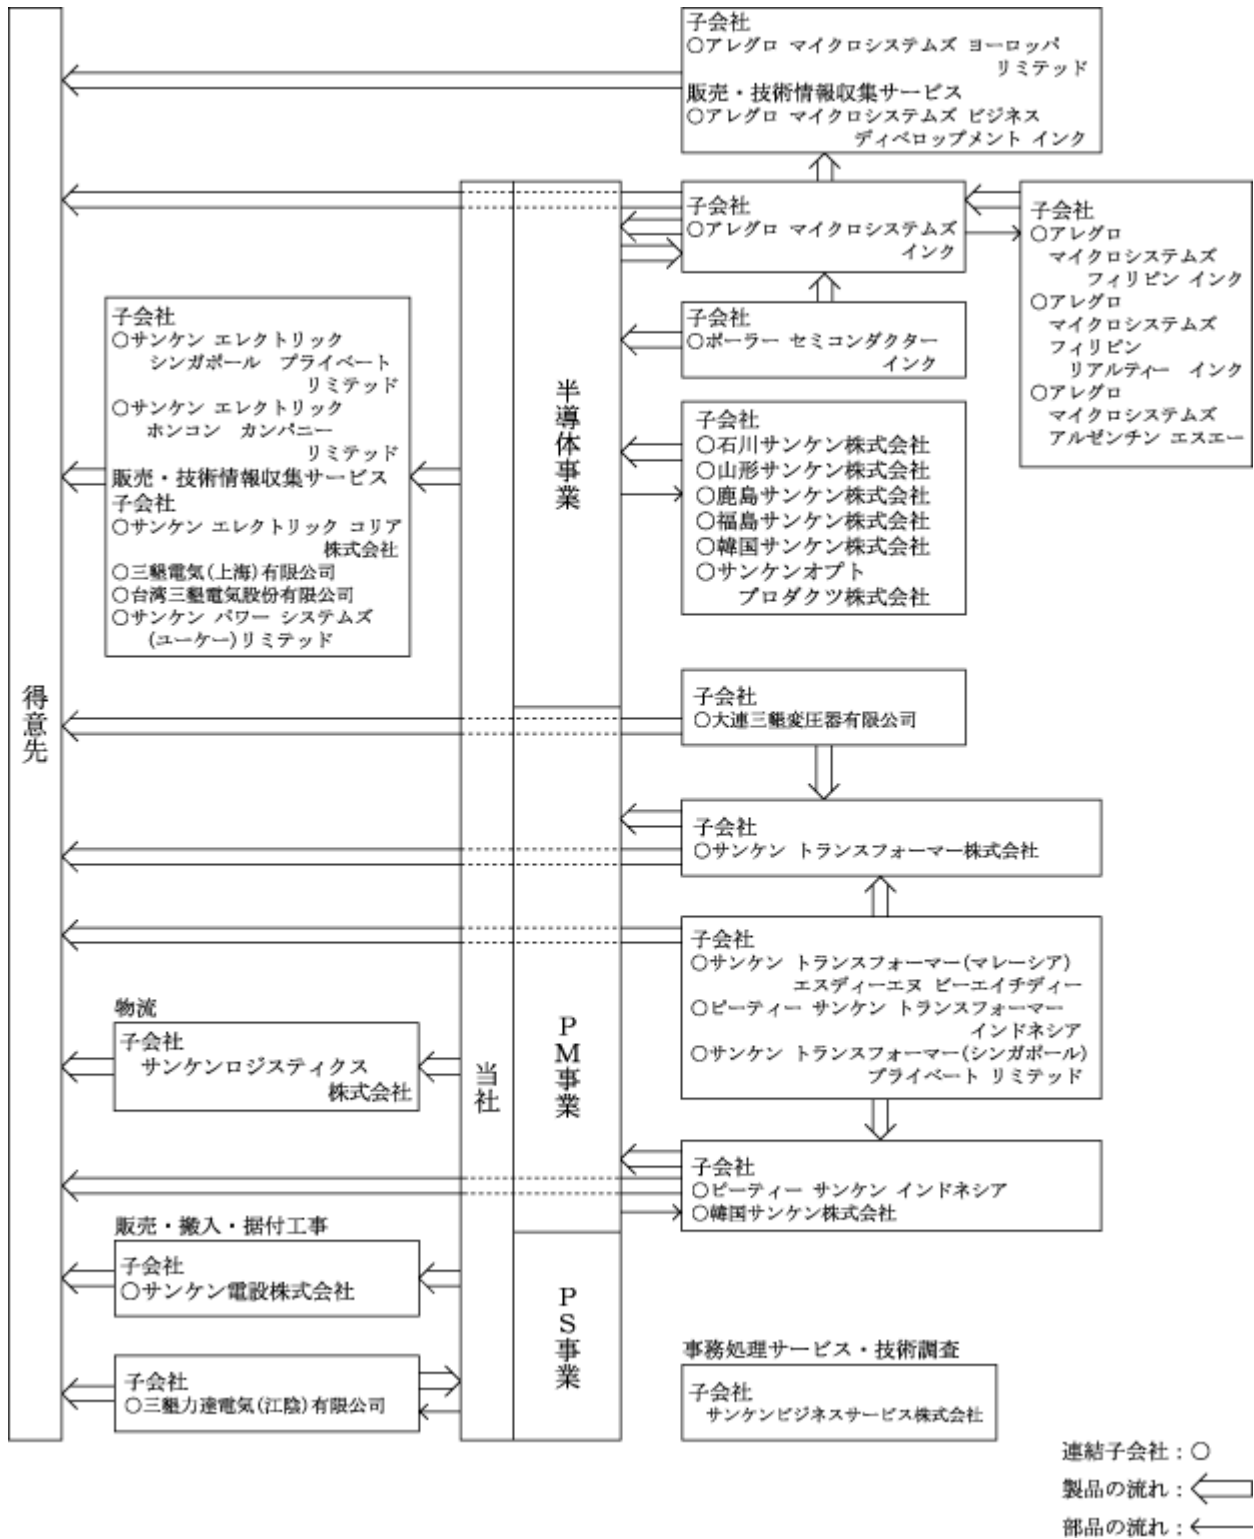 子会社
○アレグロ マイクロシステムズ ヨーロッパ
リミテッド
販売・技術情報収集サービス
○アレグロ マイクロシステムズ ビジネス
ディベロップメント インク
子会社
○アレグロ マイクロシステムズ
インク
子会社
○アレグロ
マイクロシステムズ
フィリピン インク
○アレグロ
マイクロシステムズ
フィリピン
リアルティー インク
○アレグロ
マイクロシステムズ
アルゼンチン エスエー
子会社
○ポーラー セミコンダクター
インク
子会社
○サンケン エレクトリック
シンガポール プライベート
リミテッド
○サンケン エレクトリック
ホンコン カンパニー
リミテッド
販売・技術情報収集サービス
子会社
○サンケン エレクトリック コリア
株式会社
○三墾電気(上海)有限公司
○台湾三墾電気股份有限公司
○サンケン パワー システムズ
(ユーケー)リミテッド
半導体事業
子会社
○石川サンケン株式会社
○山形サンケン株式会社
○鹿島サンケン株式会社
○福島サンケン株式会社
○韓国サンケン株式会社
○サンケンオプト
プロダクツ株式会社
得意先
子会社
○大連三墾変圧器有限公司
子会社
○サンケン トランスフォーマー株式会社
子会社
○サンケン トランスフォーマー(マレーシア)
エスディーエヌ ビーエイチディー
○ピーティー サンケン トランスフォーマー
インドネシア
○サンケン トランスフォーマー(シンガポール)
プライベート リミテッド
物流
子会社
サンケンロジスティクス
株式会社
当社
PM事業
子会社
○ピーティー サンケン インドネシア
○韓国サンケン株式会社
販売・搬入・据付工事
子会社
○サンケン電設株式会社
PS事業
子会社
○三墾力達電気(江陰)有限公司
事務処理サービス・技術調査
子会社
サンケンビジネスサービス株式会社
連結子会社：○
製品の流れ：
部品の流れ：